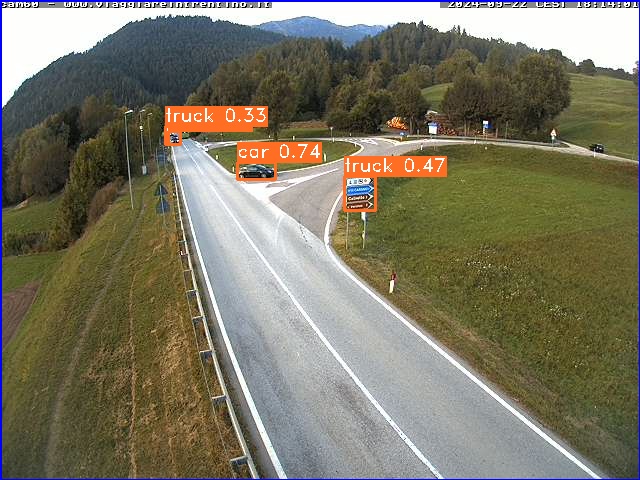 cam60 - www.viaggiareintrentino.it
2024-09-22 CEST 18:14:01
truck 0.33
car 0.74
truck 0.47